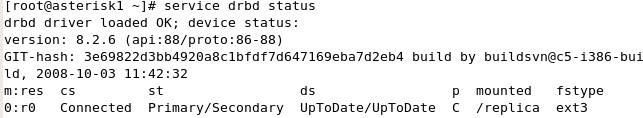 [root@asterisk1 ~]# service drbd status
drbd driver loaded OK; device status:
version: 8.2.6 (api:88/proto:86-88)
GIT-hash: 3e69822d3bb4920a8c1bfdf7d647169eba7d2eb4 build by buildsvn@c5-i386-bui
ld, 2008-10-03 11:42:32
m:res  cs         st                 ds                 p  mounted   fstype
0:r0   Connected  Primary/Secondary  UpToDate/UpToDate  C  /replica  ext3